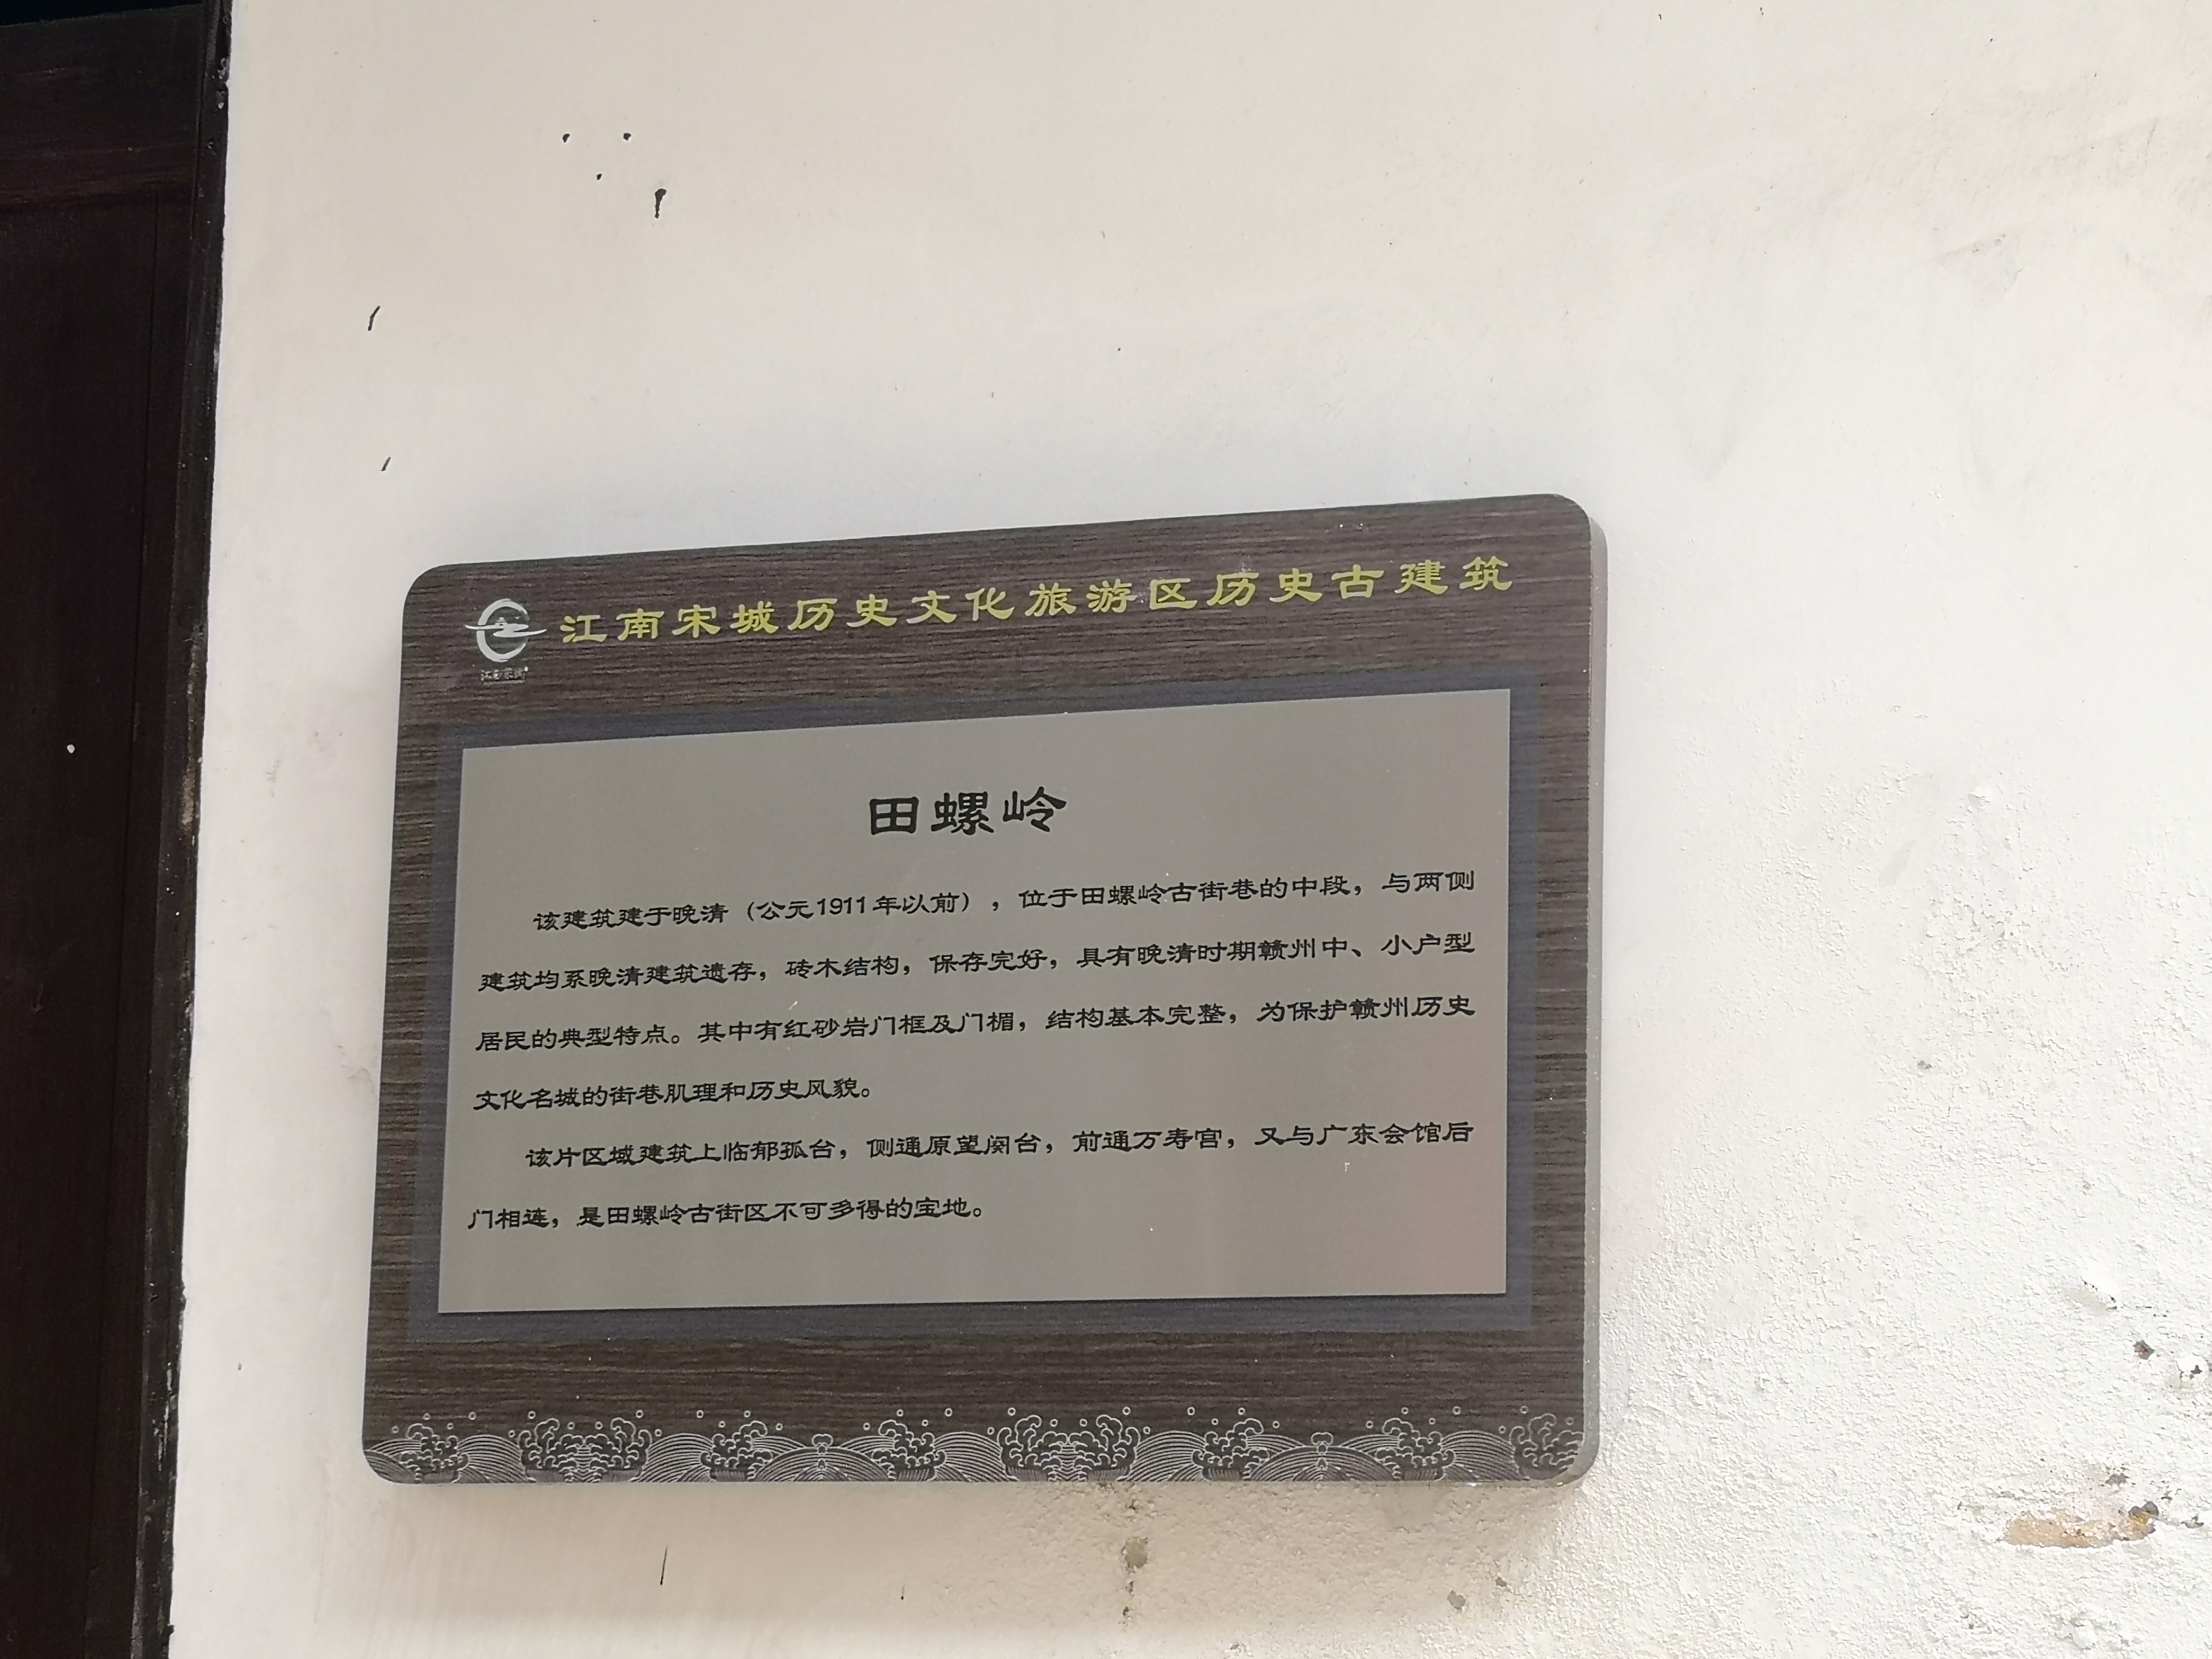 江南宋城历史文化旅游区历史古建筑
江南宋城
田螺岭
该建筑建于晚清（公元1911年以前），位于田螺岭古街巷的中段，与两侧
建筑均系晚清建筑遗存，砖木结构，保存完好，具有晚清时期赣州中、小户型
居民的典型特点。其中有红砂岩门框及门楣，结构基本完整，为保护赣州历史
文化名城的街巷肌理和历史风貌。
该片区域建筑上临郁孤台，侧通原望阙台，前通万寿宫，又与广东会馆后
门相连，是田螺岭古街区不可多得的宝地。